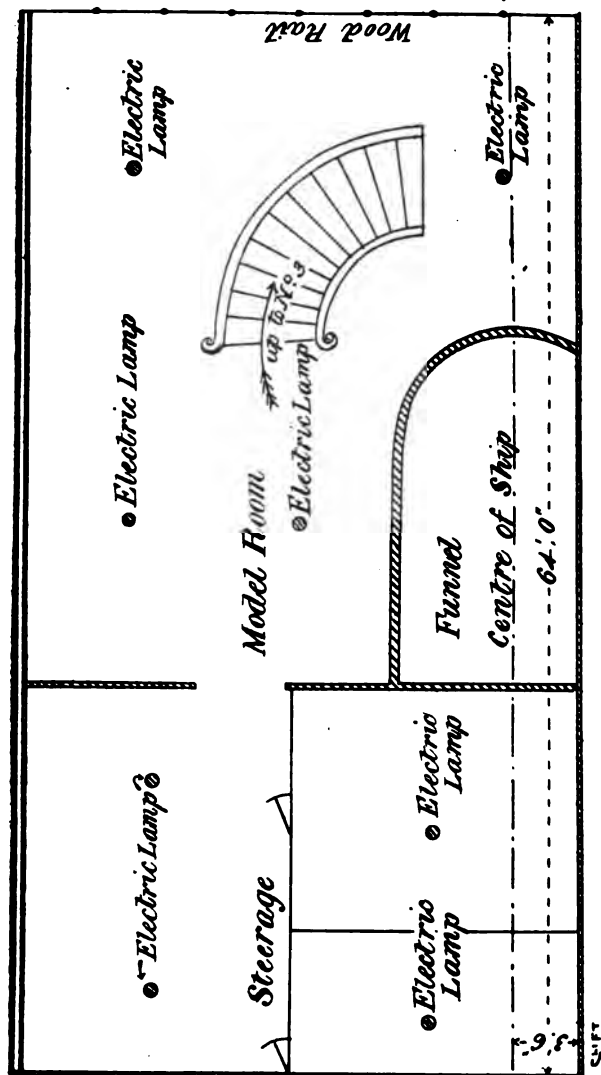 Wood Rail
Electric
Lamp
Electric
Lamp
up to No. 3
Electric Lamp
Electric Lamp
Model Room
Funnel
Centre of Ship
64'.0"
Electric Lamp
Steerage
Electric
Lamp
Electric
Lamp
3'.6"